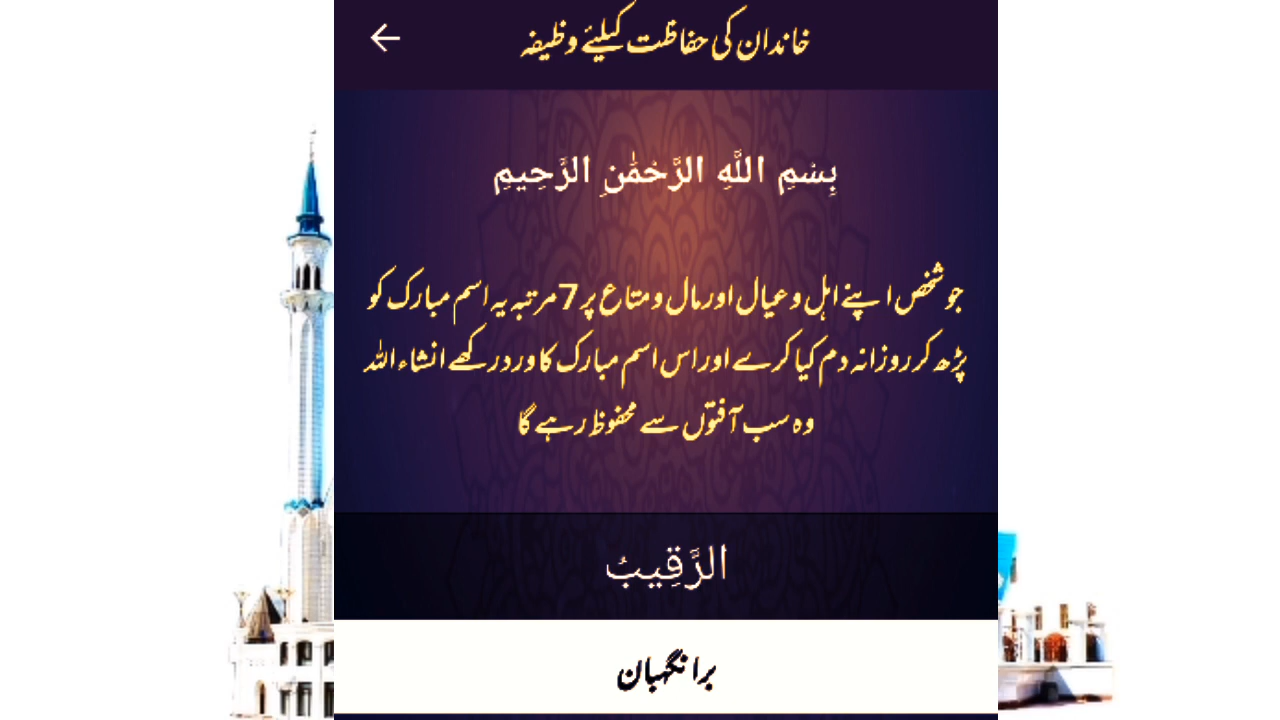 خاندان کی حفاظت کیلئے وظیفہ
بِسْمِ اللَّهِ الرَّحْمَٰنِ الرَّحِيمِ
جو شخص اپنے اہل و عیال اور مال و متاع پر 7 مرتبہ یہ اسم مبارک کو
پڑھ کر روزانہ دم کیا کرے اور اس اسم مبارک کا ورد رکھے انشاء اللہ
وہ سب آفتوں سے محفوظ رہے گا
الرَّقِيبُ
برا نگہبان